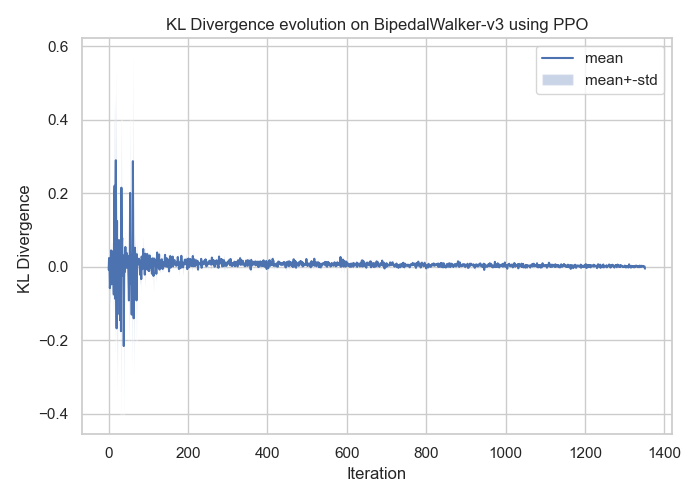 KL Divergence evolution on BipedalWalker-v3 using PPO
mean
mean+-std
KL Divergence
0.6
0.4
0.2
0.0
−0.2
−0.4
0 200 400 600 800 1000 1200 1400
Iteration